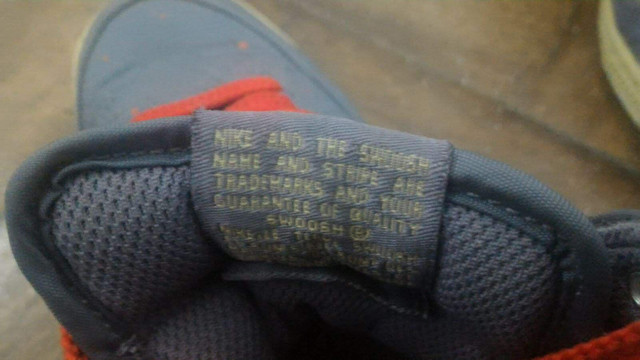 NIKE AND THE SWOOSH
NAME AND STRIPE ARE
TRADEMARKS AND YOUR
GUARANTEE OF QUALITY
SWOOSH ©